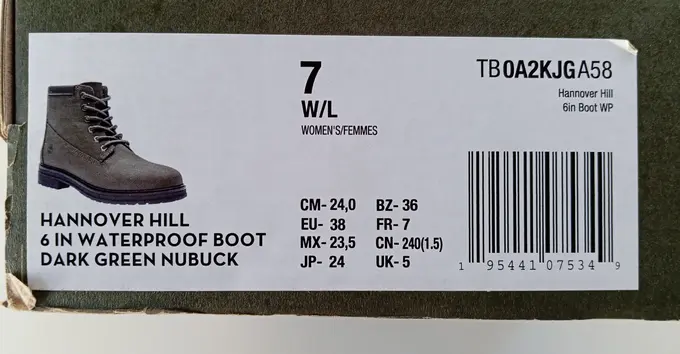 7
W/L
WOMEN'S/FEMMES
TB0A2KJGA58
Hannover Hill
6in Boot WP
HANNOVER HILL
6 IN WATERPROOF BOOT
DARK GREEN NUBUCK
CM- 24,0 BZ- 36
EU- 38 FR- 7
MX- 23,5 CN- 240(1.5)
JP- 24 UK- 5
1 95441 07534 9